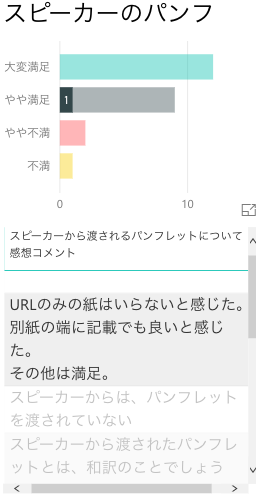 スピーカーのパンフ
大変満足
やや満足
1
やや不満
不満
0
10
スピーカーから渡されるパンフレットについて
感想コメント
URLのみの紙はいらないと感じた。
別紙の端に記載でも良いと感じ
た。
その他は満足。
スピーカーからは、パンフレット
を渡されていない
スピーカーから渡されたパンフレ
ットとは、和訳のことでしょう